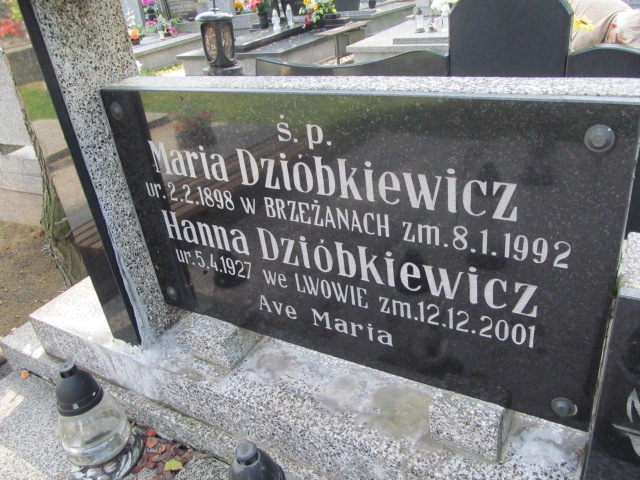 ś. p.
Maria Dzióbkiewicz
ur. 2.2.1898 w BRZEŻANACH zm.8.1.1992
Hanna Dzióbkiewicz
ur. 5.4.1927 we LWOWIE zm.12.12.2001
Ave Maria